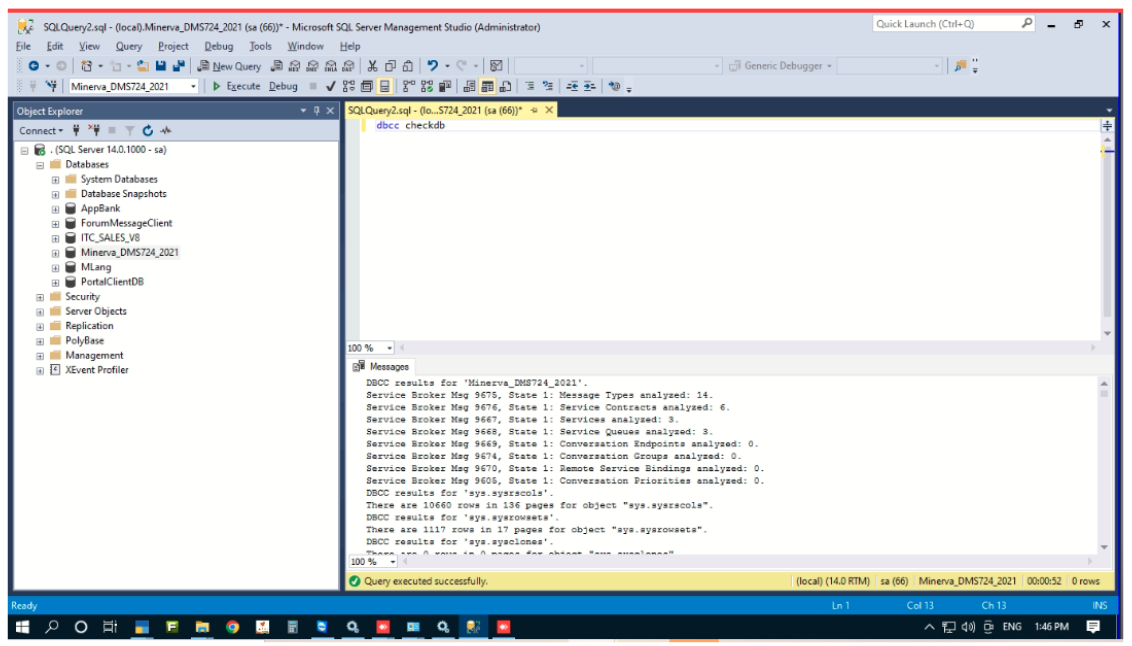 SQLQuery2.sql - (local).Minerva_DMS724_2021 (sa (66))* - Microsoft SQL Server Management Studio (Administrator)
Quick Launch (Ctrl+Q)
File Edit View Query Project Debug Tools Window Help
New Query
Generic Debugger
Minerva_DMS724_2021
Execute Debug
Object Explorer
Connect
. (SQL Server 14.0.1000 - sa)
Databases
System Databases
Database Snapshots
AppBank
ForumMessageClient
ITC_SALES_V8
Minerva_DMS724_2021
MLang
PortalClientDB
Security
Server Objects
Replication
PolyBase
Management
XEvent Profiler
SQLQuery2.sql - (lo...S724_2021 (sa (66))*
dbcc checkdb
100 %
Messages
DBCC results for 'Minerva_DMS724_2021'.
Service Broker Msg 9675, State 1: Message Types analyzed: 14.
Service Broker Msg 9676, State 1: Service Contracts analyzed: 6.
Service Broker Msg 9667, State 1: Services analyzed: 3.
Service Broker Msg 9668, State 1: Service Queues analyzed: 3.
Service Broker Msg 9669, State 1: Conversation Endpoints analyzed: 0.
Service Broker Msg 9674, State 1: Conversation Groups analyzed: 0.
Service Broker Msg 9670, State 1: Remote Service Bindings analyzed: 0.
Service Broker Msg 9605, State 1: Conversation Priorities analyzed: 0.
DBCC results for 'sys.sysrscols'.
There are 10660 rows in 136 pages for object "sys.sysrscols".
DBCC results for 'sys.sysrowsets'.
There are 1117 rows in 17 pages for object "sys.sysrowsets".
DBCC results for 'sys.sysclones'.
There are 0 rows in 0 pages for object "sys.sysclones".
100 %
Query executed successfully.
(local) (14.0 RTM) sa (66) Minerva_DMS724_2021 00:00:52 0 rows
Ready
Ln 1 Col 13 Ch 13 INS
ENG 1:46 PM